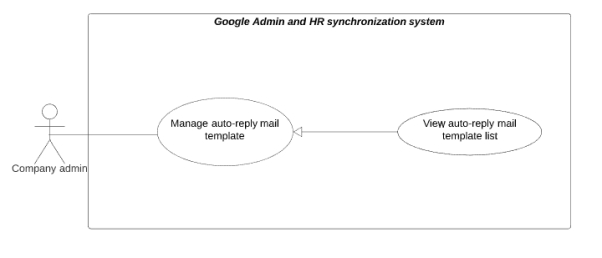 Google Admin and HR synchronization system
Manage auto-reply mail
template
View auto-reply mail
template list
Company admin